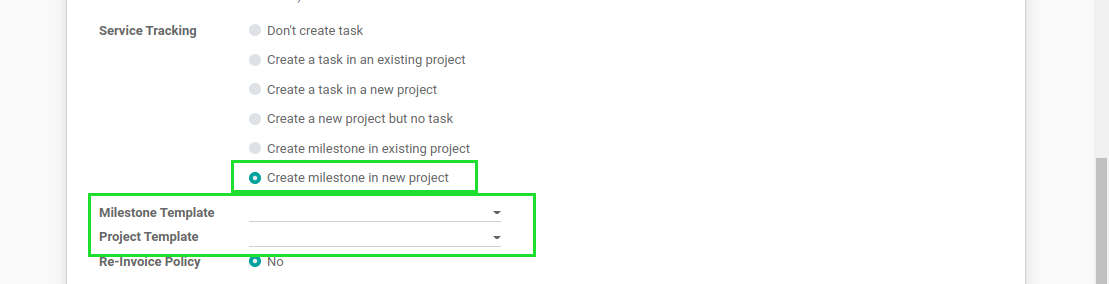 Service Tracking
Don't create task
Create a task in an existing project
Create a task in a new project
Create a new project but no task
Create milestone in existing project
Create milestone in new project
Milestone Template
Project Template
Re-Invoice Policy
No